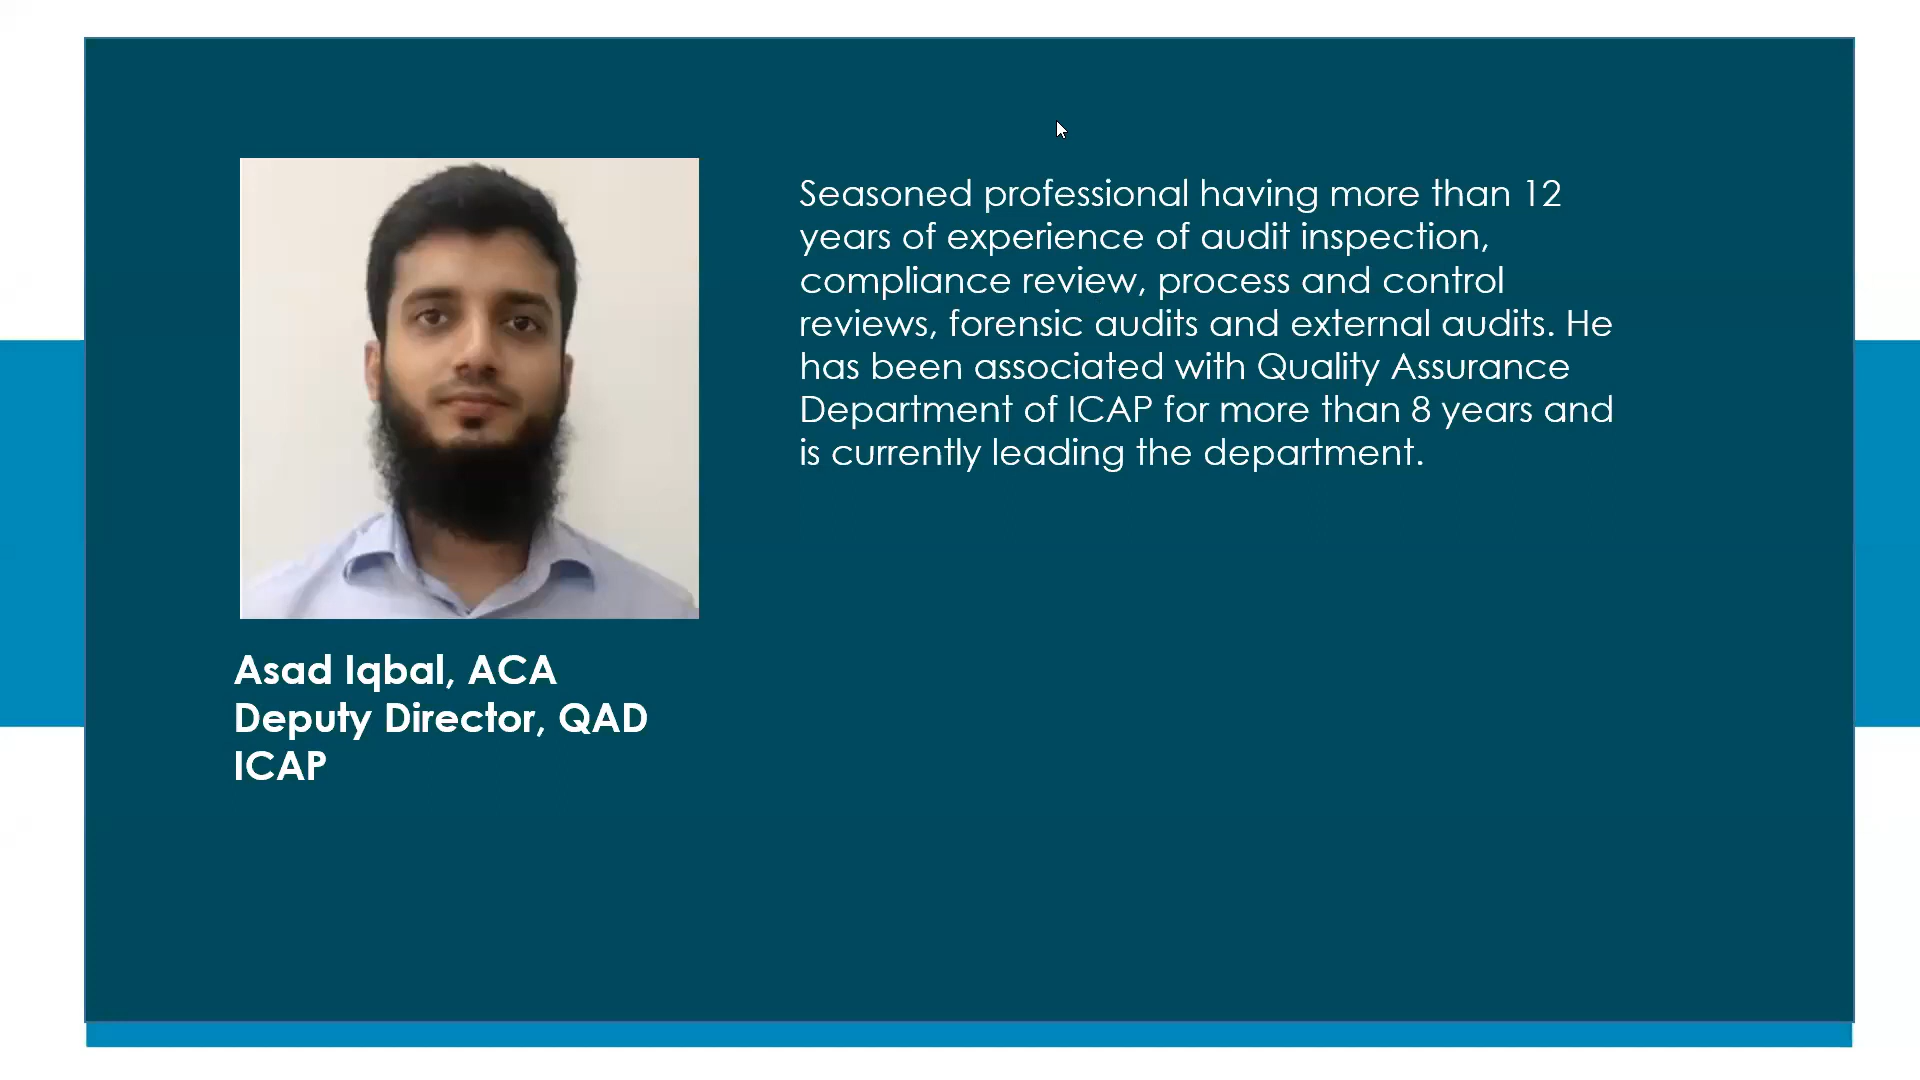 Seasoned professional having more than 12
years of experience of audit inspection,
compliance review, process and control
reviews, forensic audits and external audits. He
has been associated with Quality Assurance
Department of ICAP for more than 8 years and
is currently leading the department.
Asad Iqbal, ACA
Deputy Director, QAD
ICAP